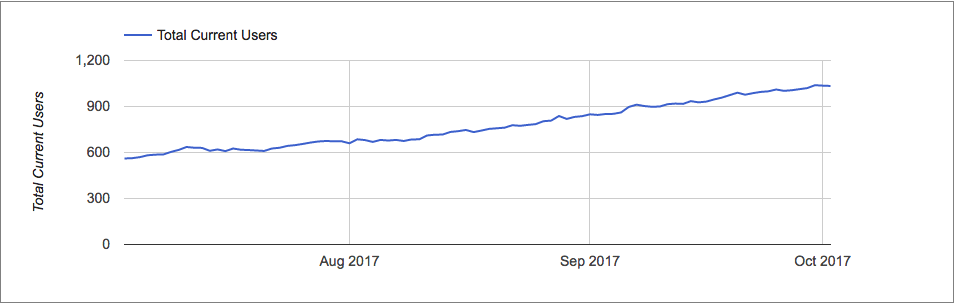 Total Current Users
1,200
900
600
300
0
Total Current Users
Aug 2017
Sep 2017
Oct 2017